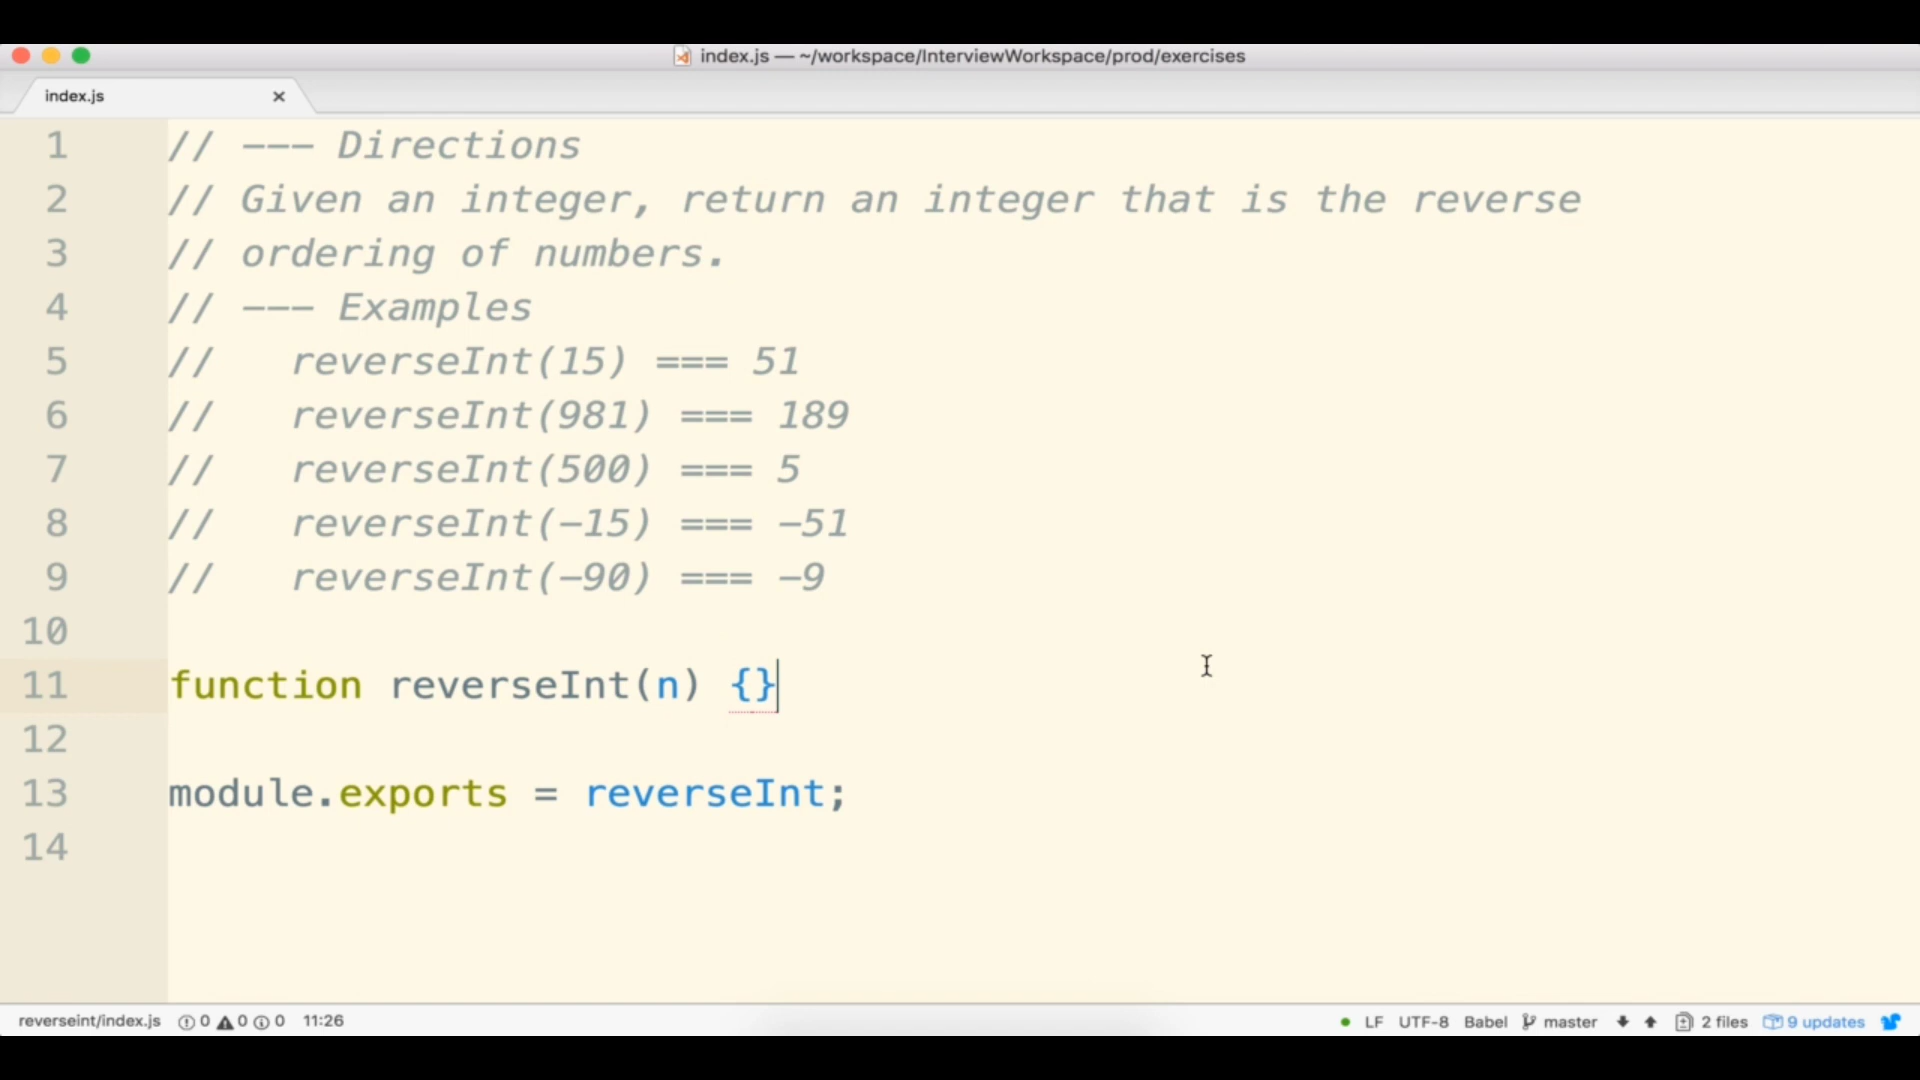 index.js — ~/workspace/InterviewWorkspace/prod/exercises
index.js
1 // --- Directions
2 // Given an integer, return an integer that is the reverse
3 // ordering of numbers.
4 // --- Examples
5 //   reverseInt(15) === 51
6 //   reverseInt(981) === 189
7 //   reverseInt(500) === 5
8 //   reverseInt(-15) === -51
9 //   reverseInt(-90) === -9
10
11 function reverseInt(n) {}
12
13 module.exports = reverseInt;
14
reverseint/index.js 0 0 0 11:26 LF UTF-8 Babel master 2 files 9 updates